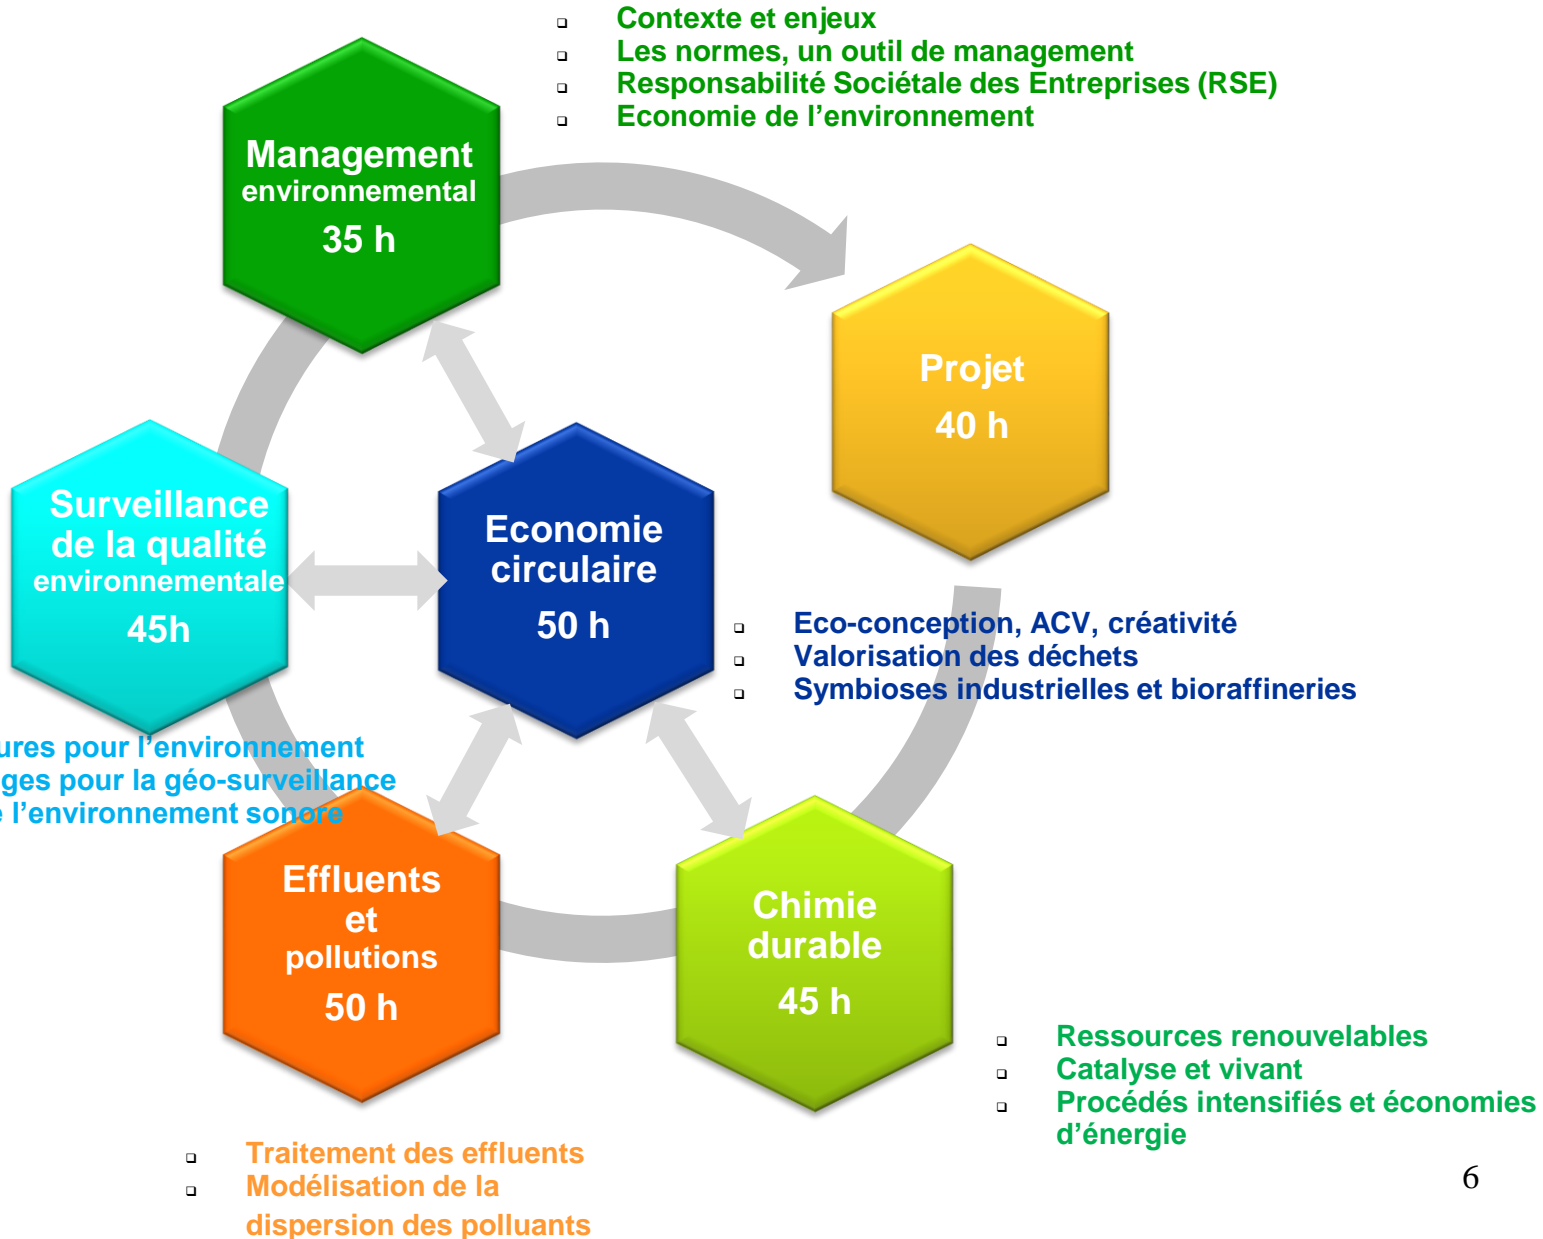 Contexte et enjeux
Les normes, un outil de management
Responsabilité Sociétale des Entreprises (RSE)
Economie de l’environnement
Management
environnemental
35 h
Projet
40 h
Surveillance
de la qualité
environnementale
45h
Economie
circulaire
50 h
Eco-conception, ACV, créativité
Valorisation des déchets
Symbioses industrielles et bioraffineries
pour l’environnement
pour la géo-surveillance
l’environnement sonore
Effluents
et
pollutions
50 h
Chimie
durable
45 h
Ressources renouvelables
Catalyse et vivant
Procédés intensifiés et économies
d’énergie
Traitement des effluents
Modélisation de la
dispersion des polluants
6